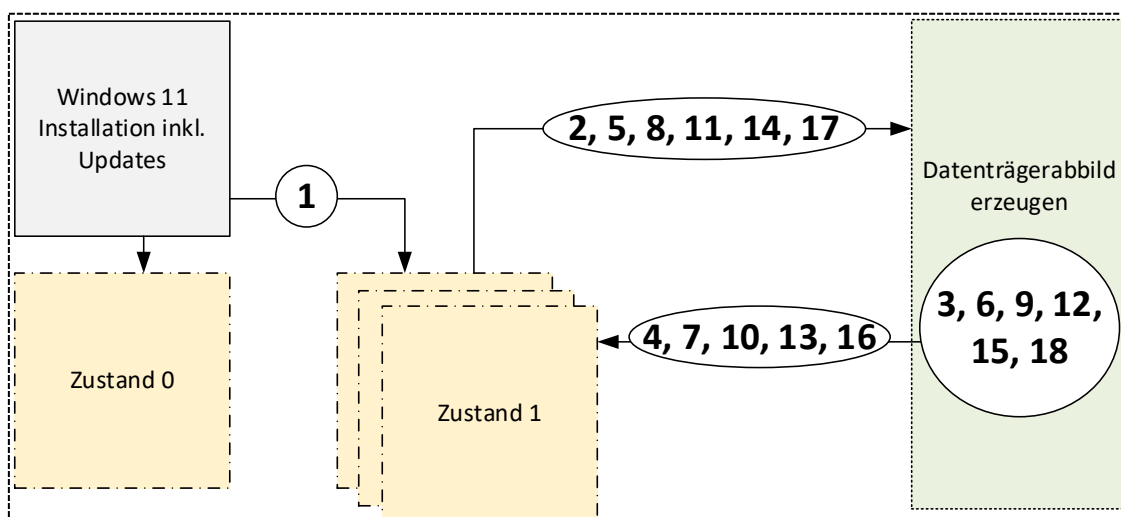 Windows 11
Installation inkl.
Updates
1
2, 5, 8, 11, 14, 17
Datenträgerabbild
erzeugen
3, 6, 9, 12,
15, 18
4, 7, 10, 13, 16
Zustand 0
Zustand 1